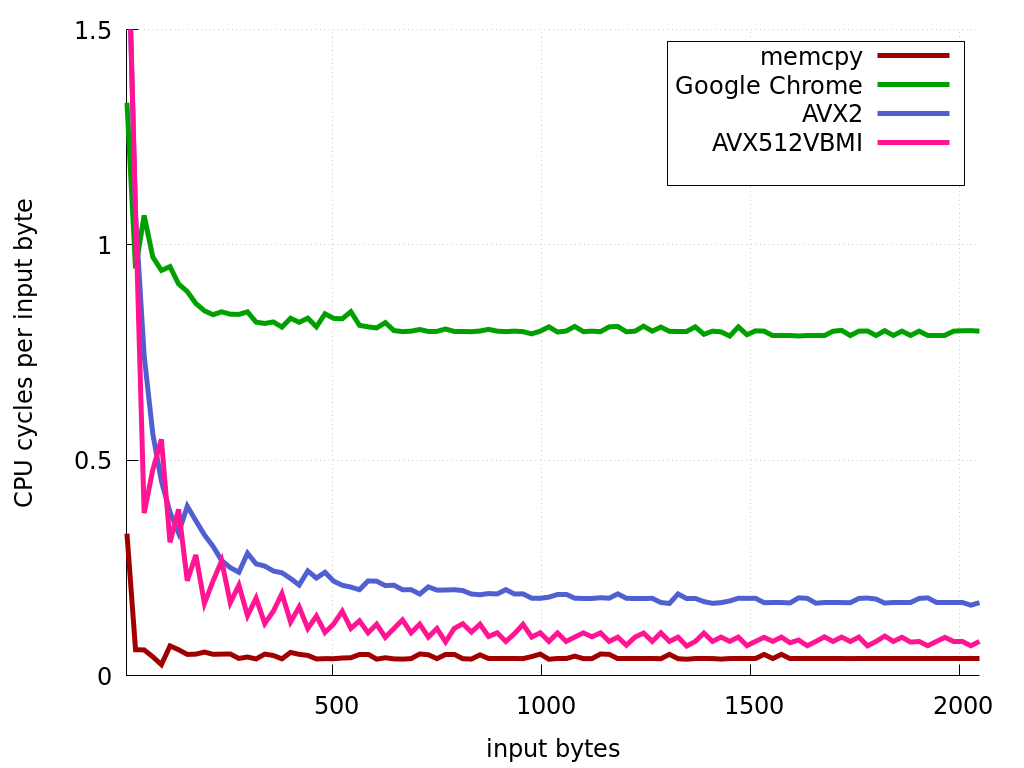 1.5
1
0.5
0
CPU cycles per input byte
memcpy
Google Chrome
AVX2
AVX512VBMI
500
1000
1500
2000
input bytes